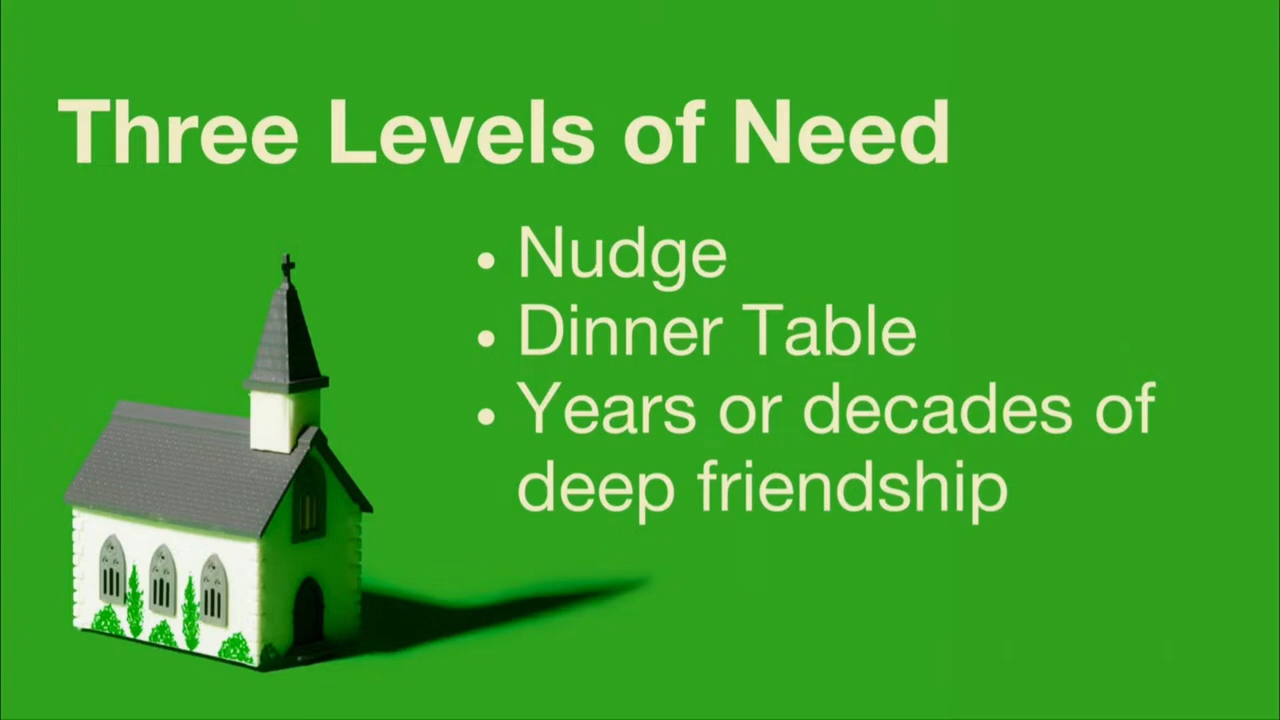 Three Levels of Need
• Nudge
• Dinner Table
• Years or decades of
deep friendship